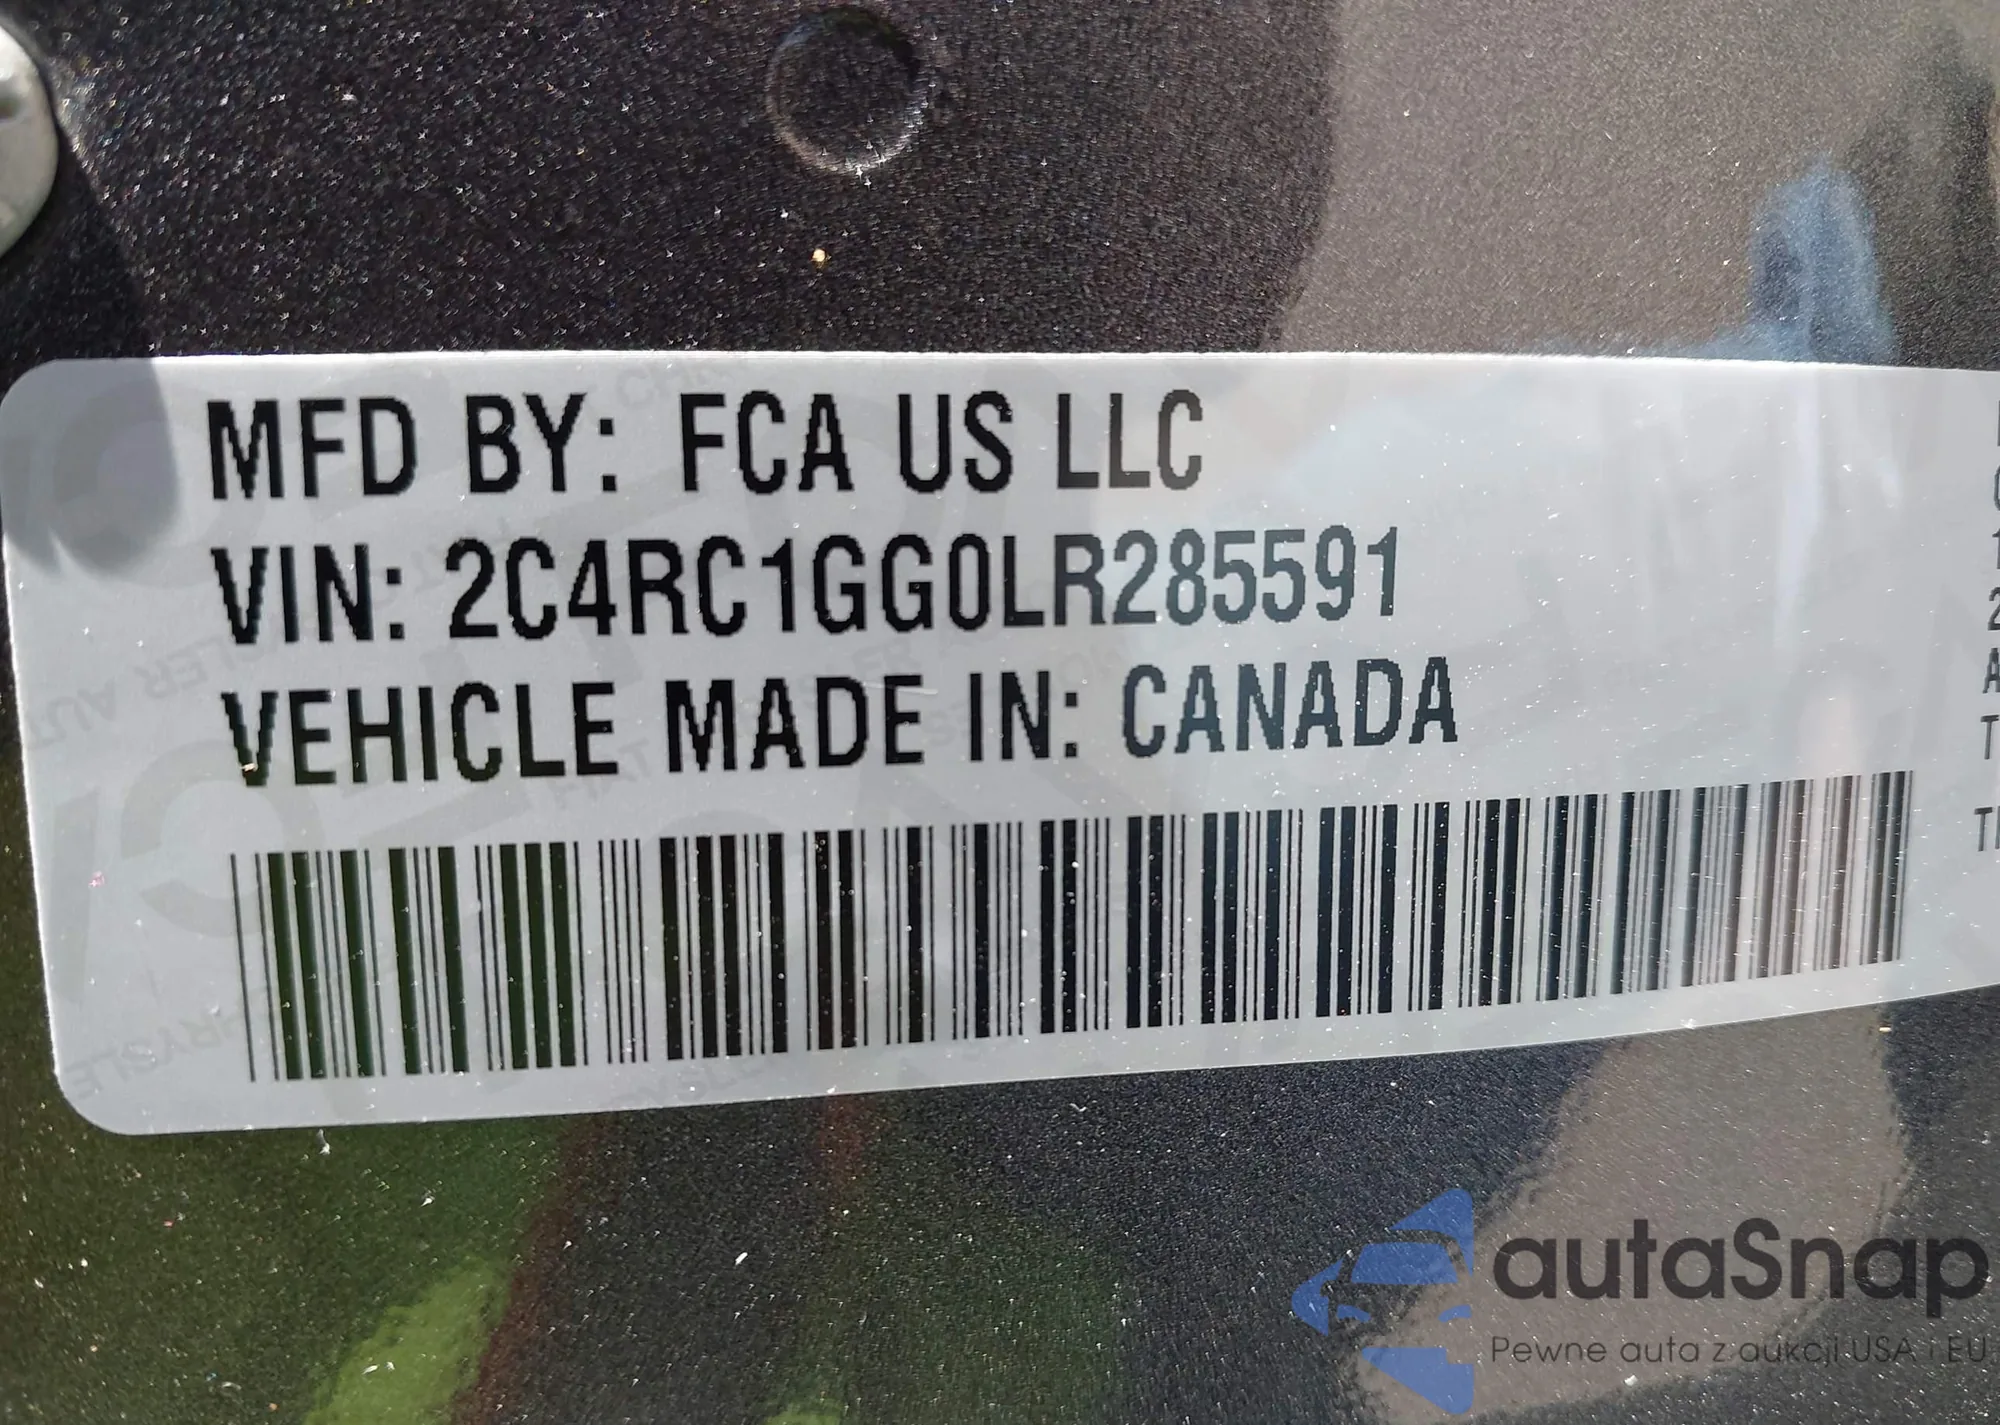 MFD BY: FCA US LLC
VIN: 2C4RC1GG0LR285591
VEHICLE MADE IN: CANADA
autaSnap
Pewne auta z aukcji USA i EU